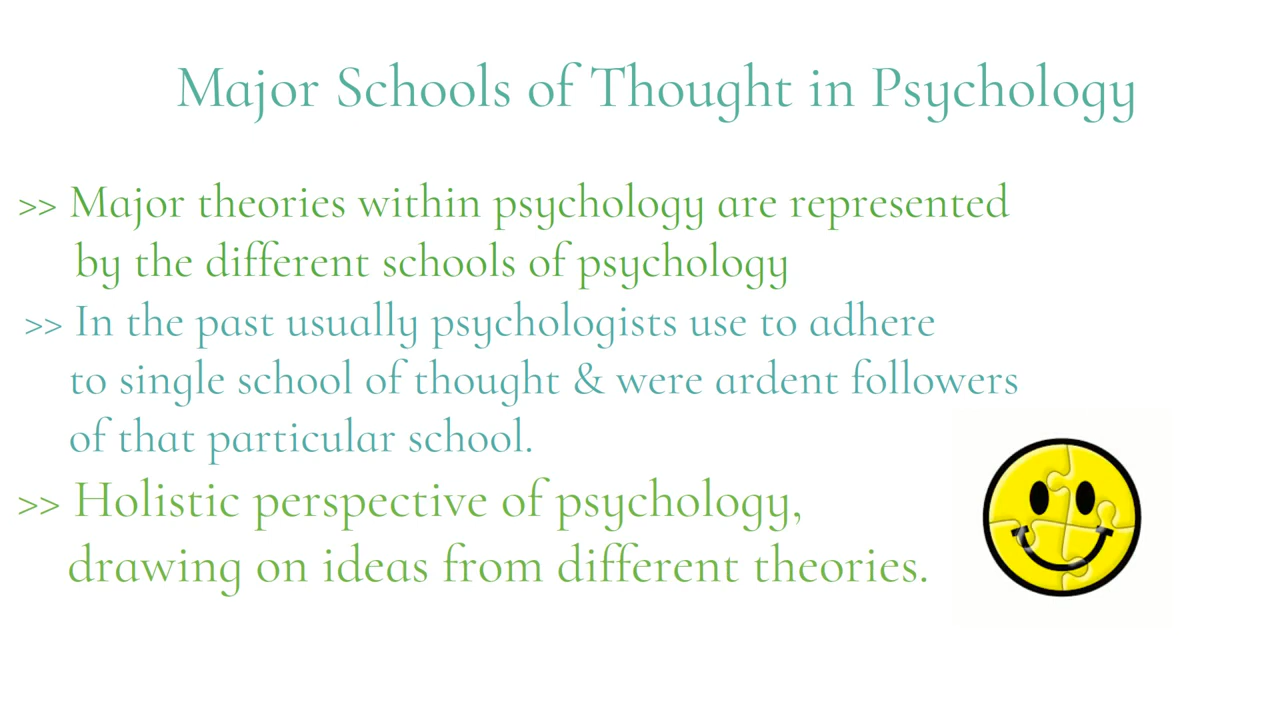 Major Schools of Thought in Psychology
>> Major theories within psychology are represented
by the different schools of psychology
>> In the past usually psychologists use to adhere
to single school of thought & were ardent followers
of that particular school.
>> Holistic perspective of psychology,
drawing on ideas from different theories.